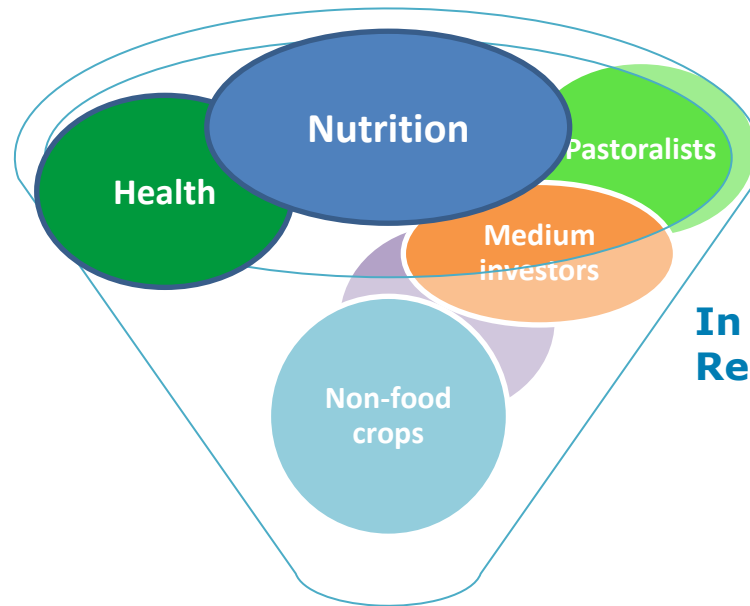 Nutrition
Health
Pastoralists
Medium
investors
Non-food
crops
In
Re